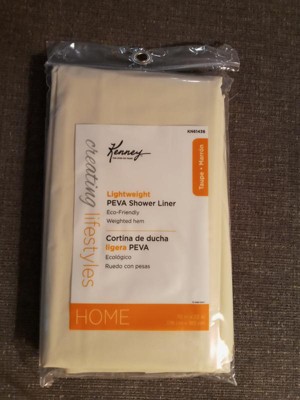 KN61438
Kenney
Taupe • Marrón
creating lifestyles
Lightweight
PEVA Shower Liner
Eco-Friendly
Weighted hem
Cortina de ducha
ligera PEVA
Ecológico
Ruedo con pesas
HOME